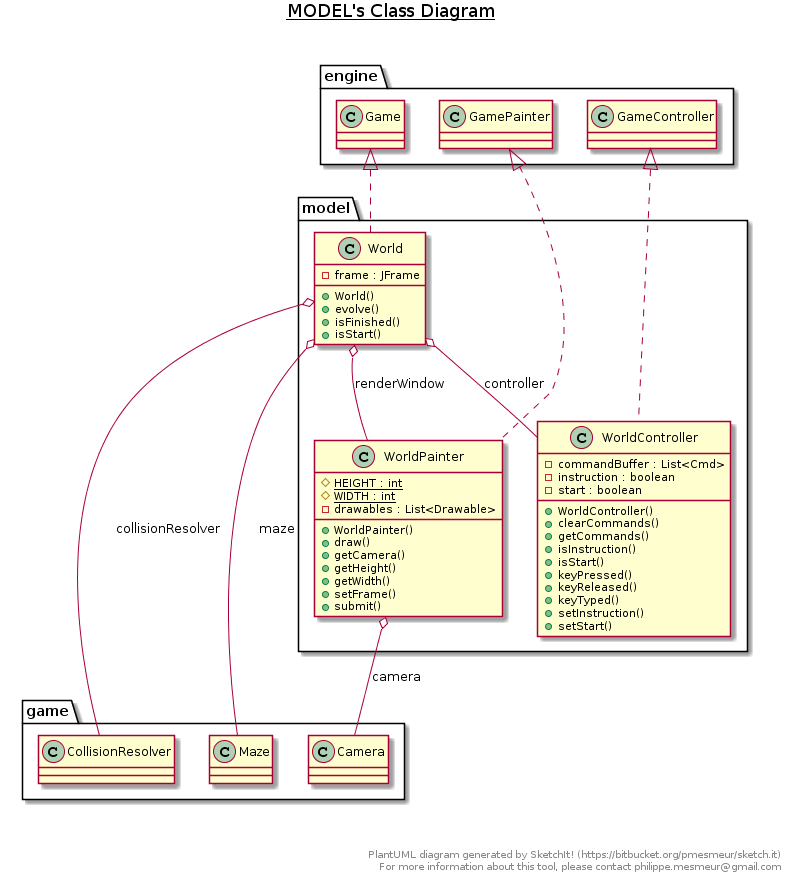 MODEL's Class Diagram
engine
C Game
C GamePainter
C GameController
model
C World
frame : JFrame
World()
evolve()
isFinished()
isStart()
renderWindow
controller
C WorldPainter
HEIGHT : int
WIDTH : int
drawables : List<Drawable>
WorldPainter()
draw()
getCamera()
getHeight()
getWidth()
setFrame()
submit()
C WorldController
commandBuffer : List<Cmd>
instruction : boolean
start : boolean
WorldController()
clearCommands()
getCommands()
isInstruction()
isStart()
keyPressed()
keyReleased()
keyTyped()
setInstruction()
setStart()
collisionResolver
maze
camera
game
C CollisionResolver
C Maze
C Camera
PlantUML diagram generated by SketchIt! (https://bitbucket.org/pmesmeur/sketch.it)
For more information about this tool, please contact philippe.mesmeur@gmail.com